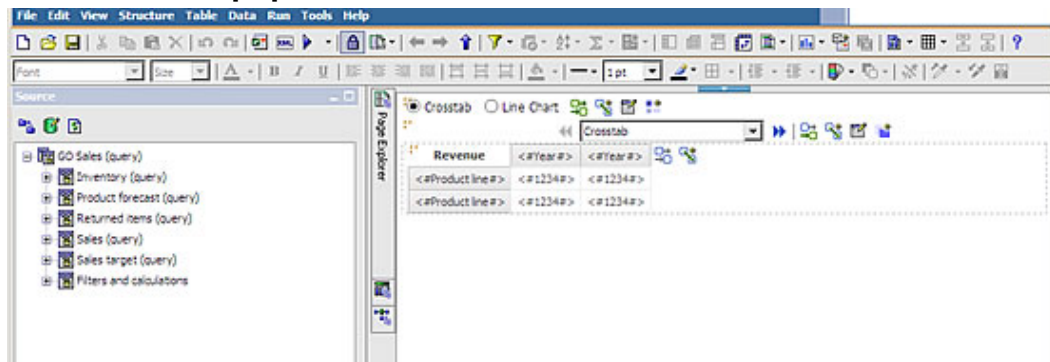 File Edit View Structure Table Data Run Tools Help
Font Size A B I U 1pt
Source
GO Sales (query)
Inventory (query)
Product forecast (query)
Returned items (query)
Sales (query)
Sales target (query)
Filters and calculations
Page Explorer
Crosstab Line Chart
Crosstab
Revenue <#Year#> <#Year#>
<#Product line#> <#1234#> <#1234#>
<#Product line#> <#1234#> <#1234#>